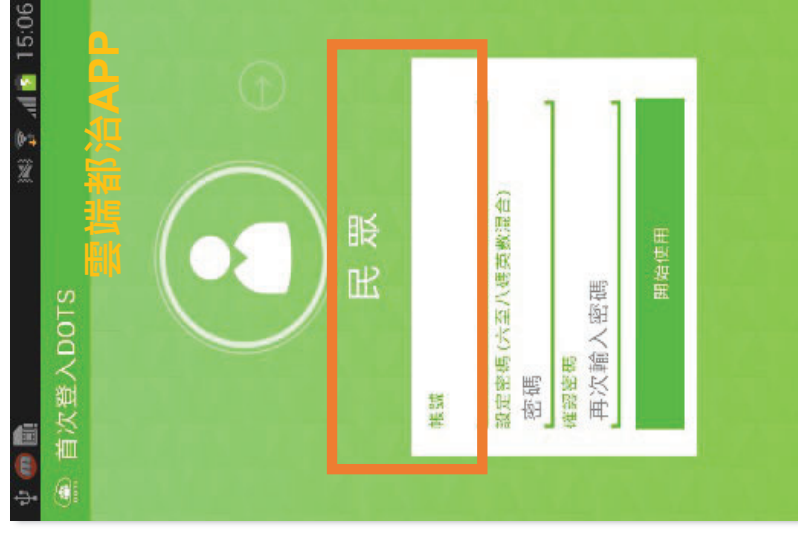 15:06
DOTS
首次登入DOTS
雲端都治APP
民眾
帳號
設定密碼(六至八碼英數混合)
密碼
確認密碼
再次輸入密碼
開始使用